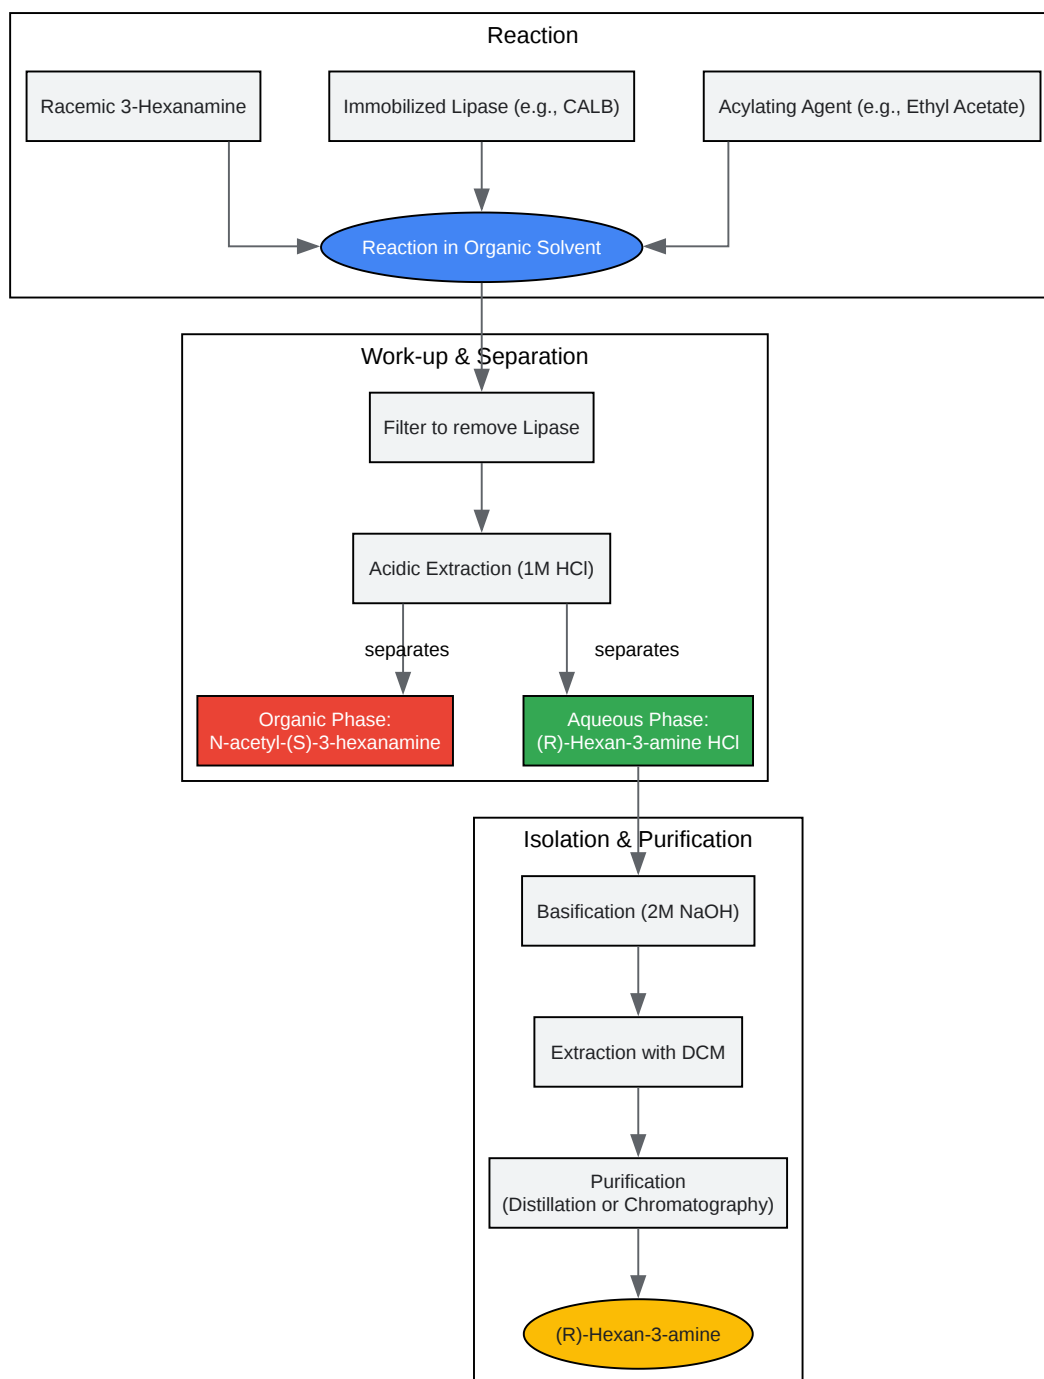 Reaction
Racemic 3-Hexanamine
Immobilized Lipase (e.g., CALB)
Acylating Agent (e.g., Ethyl Acetate)
Reaction in Organic Solvent
Work-up & Separation
Filter to remove Lipase
Acidic Extraction (1M HCl)
separates
separates
Organic Phase:
N-acetyl-(S)-3-hexanamine
Aqueous Phase:
(R)-Hexan-3-amine HCl
Isolation & Purification
Basification (2M NaOH)
Extraction with DCM
Purification
(Distillation or Chromatography)
(R)-Hexan-3-amine